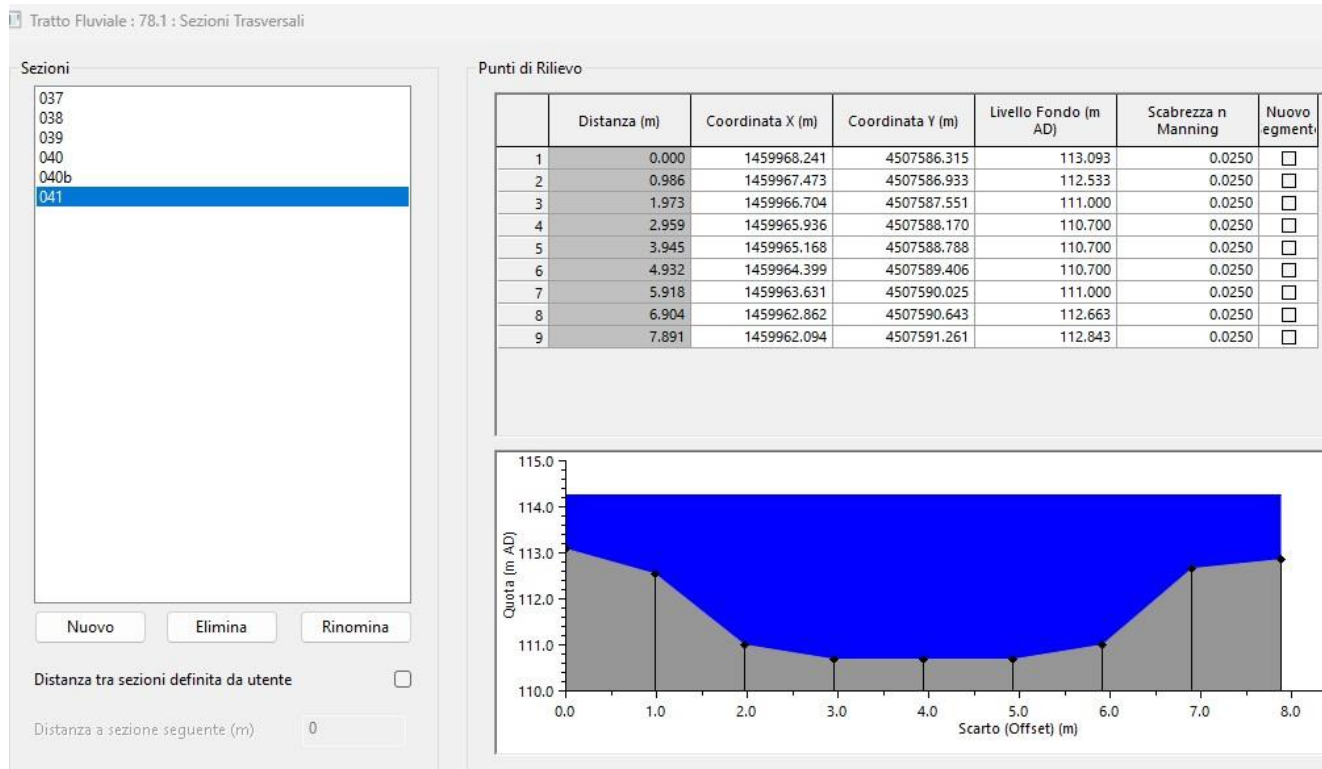 Tratto Fluviale : 78.1 : Sezioni Trasversali
Sezioni
037
038
039
040
040b
041
Nuovo Elimina Rinomina
Distanza tra sezioni definita da utente
Distanza a sezione seguente (m) 0
Punti di Rilievo
Distanza (m) Coordinata X (m) Coordinata Y (m) Livello Fondo (m AD) Scabrezza n Manning Nuovo egment
1 0.000 1459968.241 4507586.315 113.093 0.0250
2 0.986 1459967.473 4507586.933 112.533 0.0250
3 1.973 1459966.704 4507587.551 111.000 0.0250
4 2.959 1459965.936 4507588.170 110.700 0.0250
5 3.945 1459965.168 4507588.788 110.700 0.0250
6 4.932 1459964.399 4507589.406 110.700 0.0250
7 5.918 1459963.631 4507590.025 111.000 0.0250
8 6.904 1459962.862 4507590.643 112.663 0.0250
9 7.891 1459962.094 4507591.261 112.843 0.0250
Quota (m AD)
115.0
114.0
113.0
112.0
111.0
110.0
0.0 1.0 2.0 3.0 4.0 5.0 6.0 7.0 8.0
Scarto (Offset) (m)